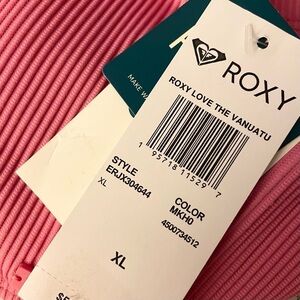 ROXY
MAKE W
ROXY LOVE THE VANUATU
1 95718 11529 7
STYLE
ERJX304644
XL
COLOR
MKH0
4500734512
XL